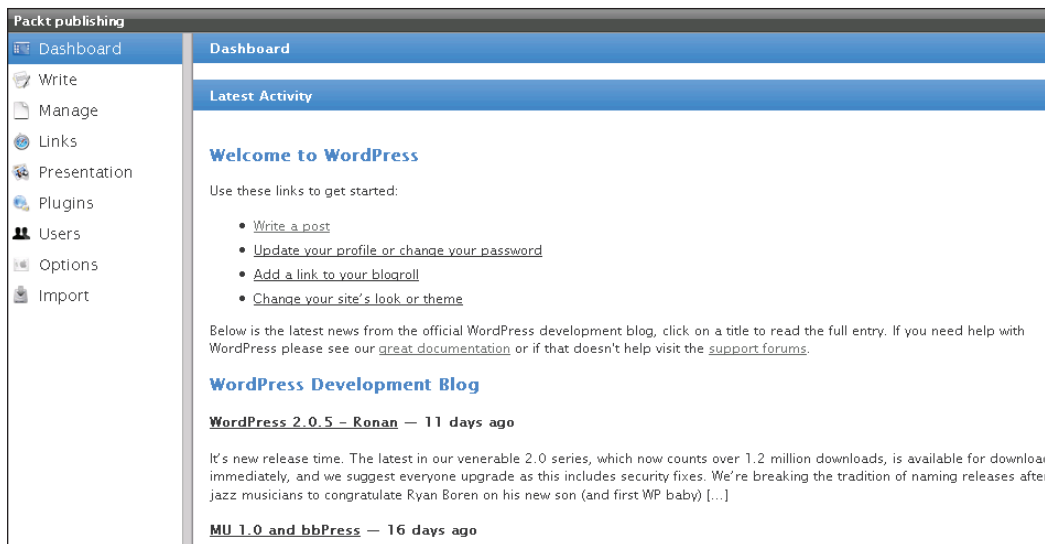 Packt publishing
Dashboard
Write
Manage
Links
Presentation
Plugins
Users
Options
Import
Dashboard
Latest Activity
Welcome to WordPress
Use these links to get started:
• Write a post
• Update your profile or change your password
• Add a link to your blogroll
• Change your site's look or theme
Below is the latest news from the official WordPress development blog, click on a title to read the full entry. If you need help with
WordPress please see our great documentation or if that doesn't help visit the support forums.
WordPress Development Blog
WordPress 2.0.5 – Ronan — 11 days ago
It's new release time. The latest in our venerable 2.0 series, which now counts over 1.2 million downloads, is available for download
immediately, and we suggest everyone upgrade as this includes security fixes. We're breaking the tradition of naming releases after
jazz musicians to congratulate Ryan Boren on his new son (and first WP baby) […]
MU 1.0 and bbPress — 16 days ago